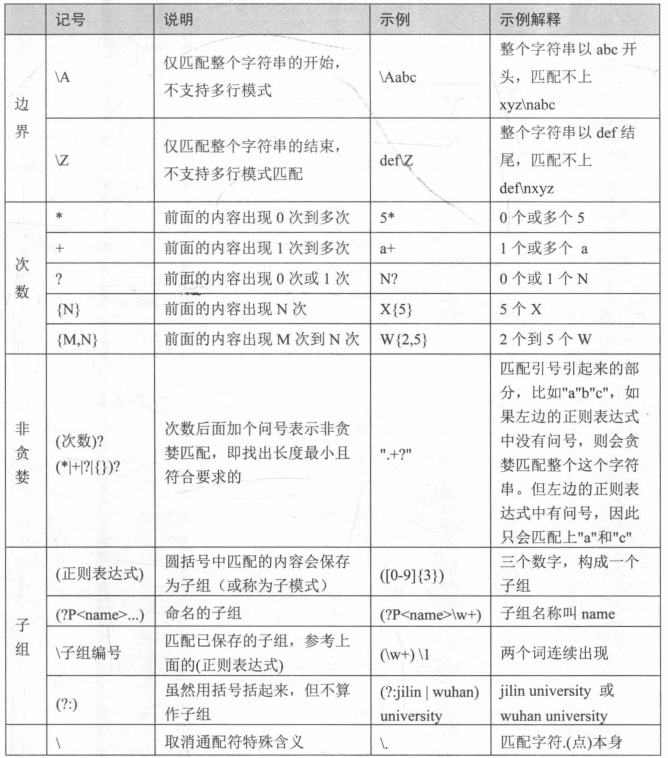 记号 说明 示例 示例解释
边界
\A 仅匹配整个字符串的开始，不支持多行模式 \Aabc 整个字符串以 abc 开头，匹配不上 xyz\nabc
\Z 仅匹配整个字符串的结束，不支持多行模式匹配 def\Z 整个字符串以 def 结尾，匹配不上 def\nxyz
次数
* 前面的内容出现 0 次到多次 5* 0 个或多个 5
+ 前面的内容出现 1 次到多次 a+ 1 个或多个 a
? 前面的内容出现 0 次或 1 次 N? 0 个或 1 个 N
{N} 前面的内容出现 N 次 X{5} 5 个 X
{M,N} 前面的内容出现 M 次到 N 次 W{2,5} 2 个到 5 个 W
非贪婪
(次数)?
(*|+|?|{})?
次数后面加个问号表示非贪
婪匹配，即找出长度最小且
符合要求的
".+?"
匹配引号引起来的部
分，比如"a"b"c"，如
果左边的正则表达式
中没有问号，则会贪
婪匹配整个这个字符
串。但左边的正则表
达式中有问号，因此
只会匹配上"a"和"c"
子组
(正则表达式) 圆括号中匹配的内容会保存为子组（或称为子模式） ([0-9]{3}) 三个数字，构成一个子组
(?P<name>...) 命名的子组 (?P<name>\w+) 子组名称叫 name
\子组编号 匹配已保存的子组，参考上面的(正则表达式) (\w+) \1 两个词连续出现
(?:) 虽然用括号括起来，但不算作子组 (?:jilin | wuhan) university jilin university 或 wuhan university
\ 取消通配符特殊含义 \. 匹配字符.(点)本身